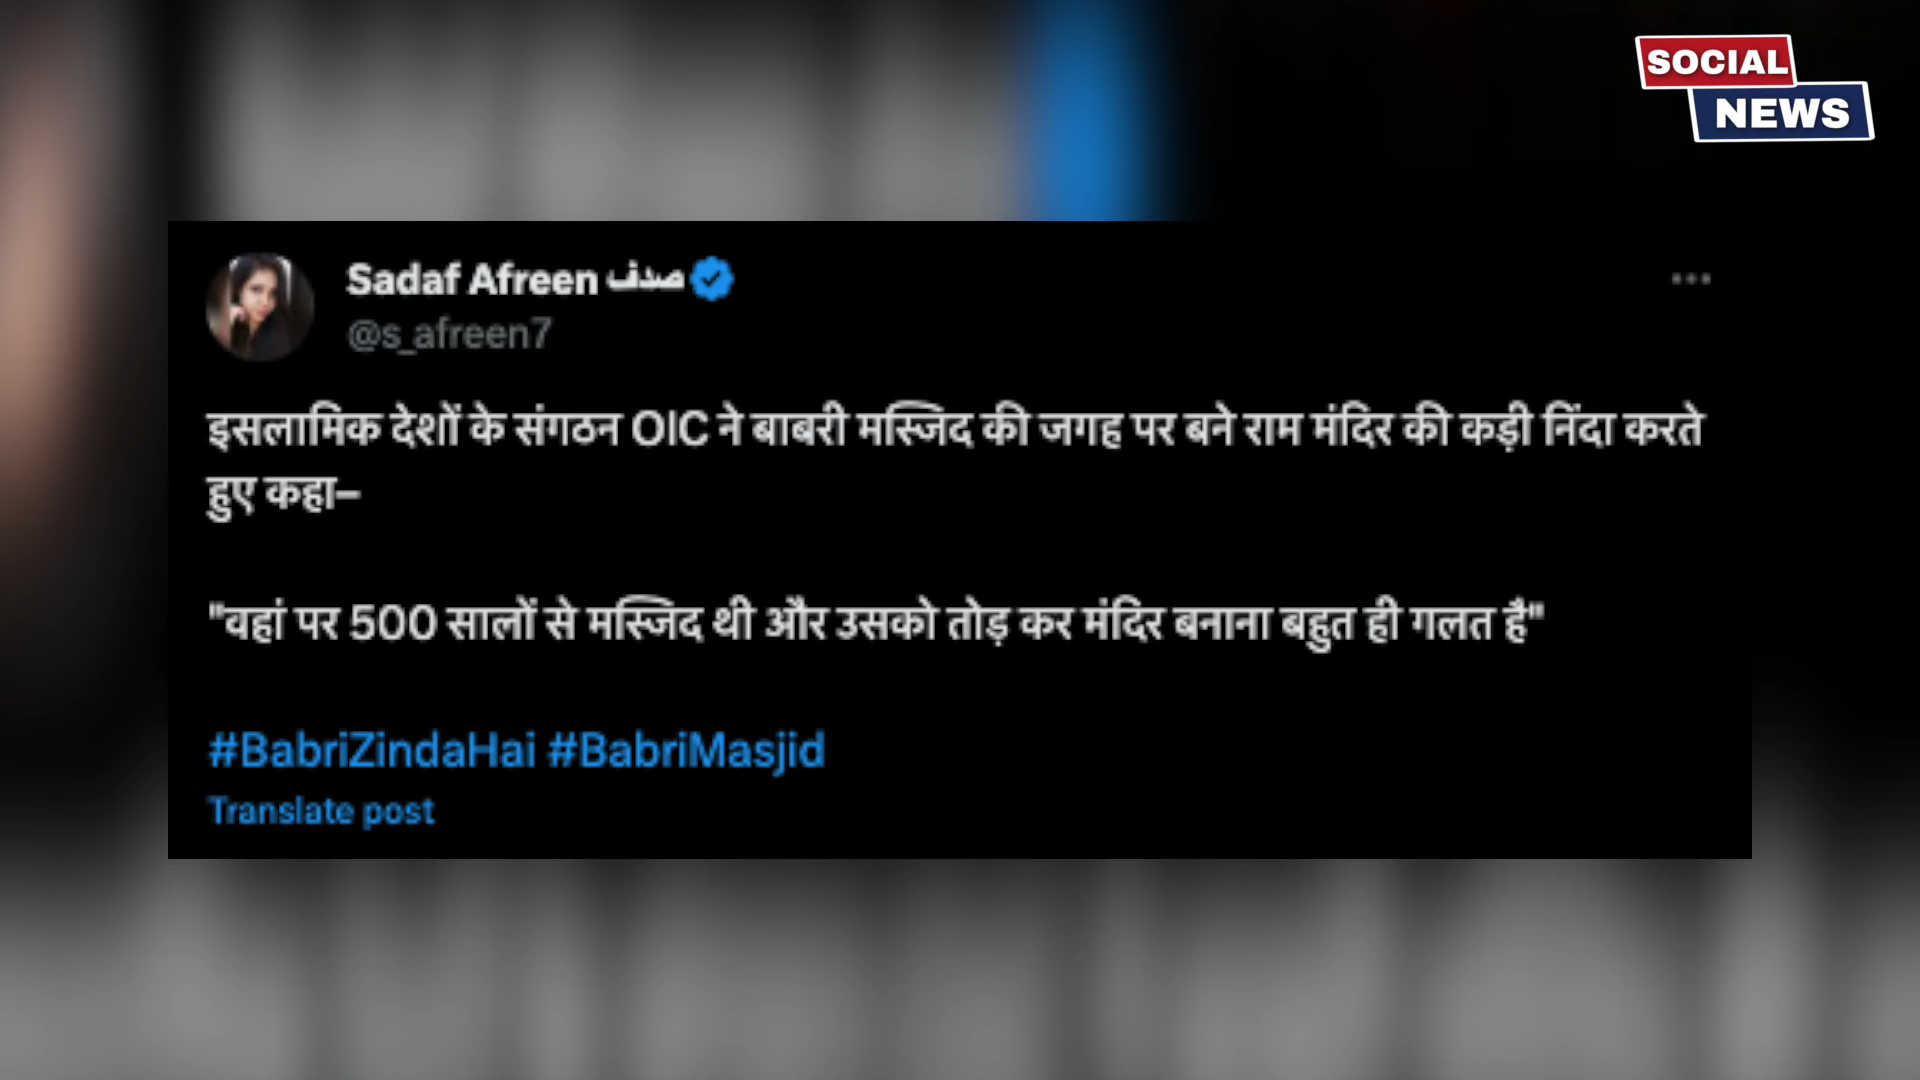 SOCIAL
NEWS
Sadaf Afreen صدف
@s_afreen7
इसलामिक देशों के संगठन OIC ने बाबरी मस्जिद की जगह पर बने राम मंदिर की कड़ी निंदा करते
हुए कहा–
"वहां पर 500 सालों से मस्जिद थी और उसको तोड़ कर मंदिर बनाना बहुत ही गलत है"
#BabriZindaHai #BabriMasjid
Translate post